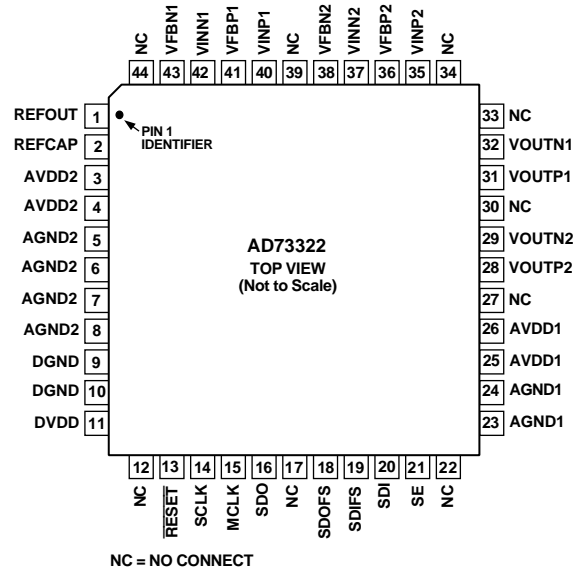 NC
VFBN1
VINN1
VFBP1
VINP1
NC
VFBN2
VINN2
VFBP2
VINP2
NC
44
43
42
41
40
39
38
37
36
35
34
REFOUT 1
REFCAP 2
AVDD2 3
AVDD2 4
AGND2 5
AGND2 6
AGND2 7
AGND2 8
DGND 9
DGND 10
DVDD 11
PIN 1
IDENTIFIER
AD73322
TOP VIEW
(Not to Scale)
33 NC
32 VOUTN1
31 VOUTP1
30 NC
29 VOUTN2
28 VOUTP2
27 NC
26 AVDD1
25 AVDD1
24 AGND1
23 AGND1
12
13
14
15
16
17
18
19
20
21
22
NC
RESET
SCLK
MCLK
SDO
NC
SDOFS
SDIFS
SDI
SE
NC
NC = NO CONNECT